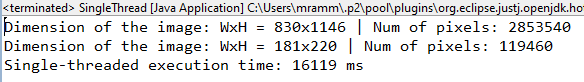 <terminated> SingleThread [Java Application] C:\Users\mramm\.p2\pool\plugins\org.eclipse.justj.openjdk.ho
Dimension of the image: WxH = 830x1146 | Num of pixels: 2853540
Dimension of the image: WxH = 181x220 | Num of pixels: 119460
Single-threaded execution time: 16119 ms